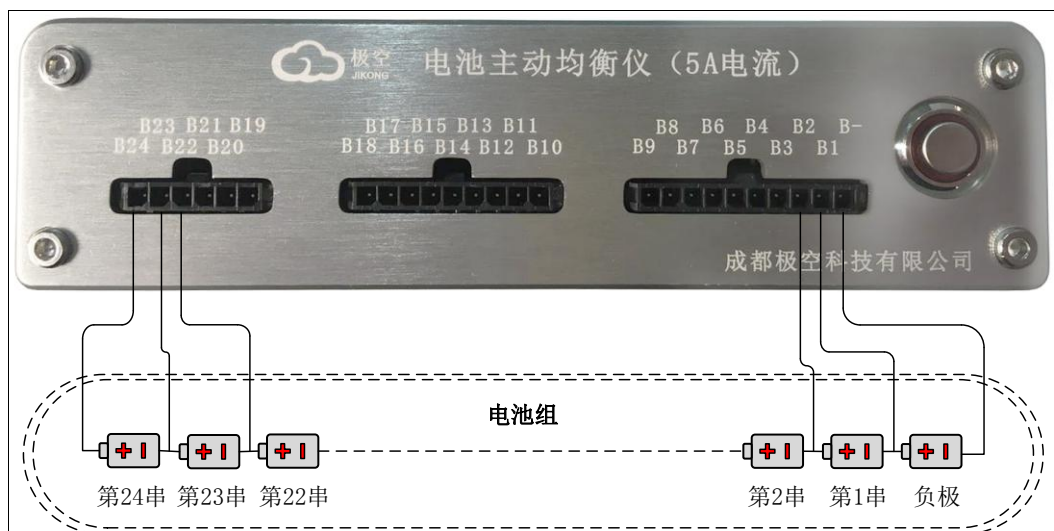 极空 JIKONG
电池主动均衡仪（5A电流）
B23 B21 B19
B24 B22 B20
B17 B15 B13 B11
B18 B16 B14 B12 B10
B8 B6 B4 B2 B-
B9 B7 B5 B3 B1
成都极空科技有限公司
电池组
第24串 第23串 第22串 第2串 第1串 负极